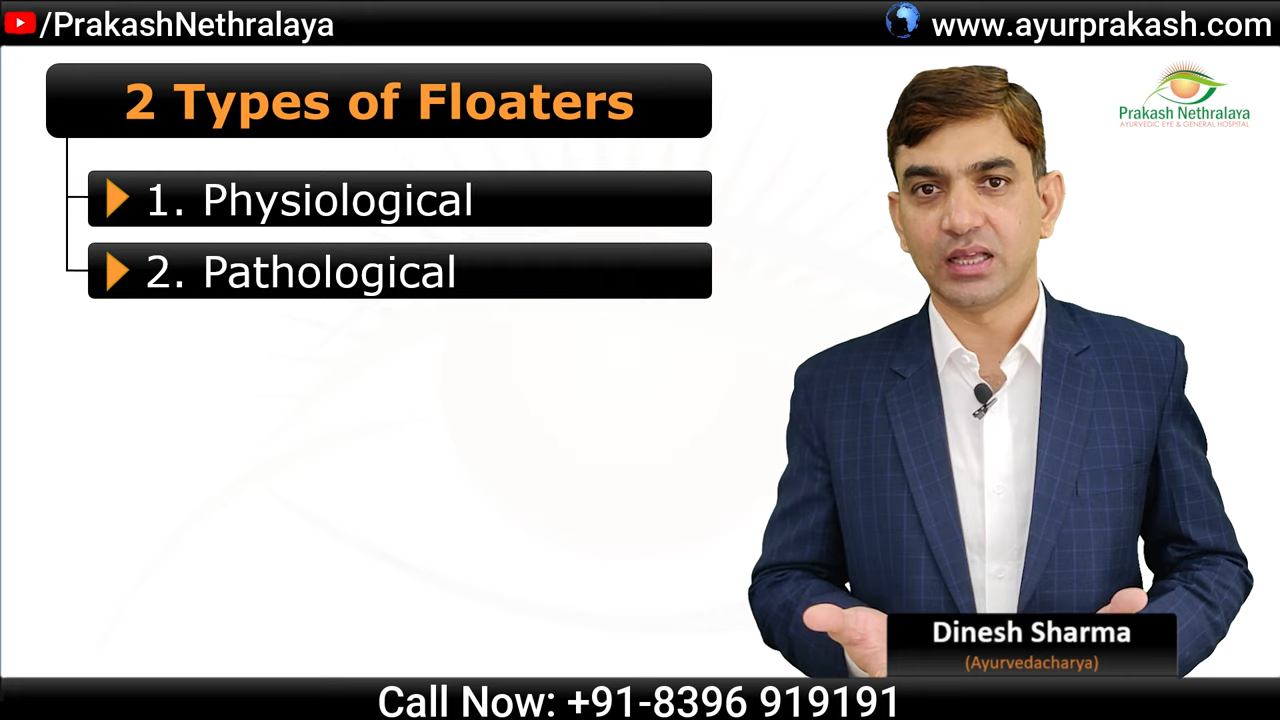 /PrakashNethralaya
www.ayurprakash.com
2 Types of Floaters
1. Physiological
2. Pathological
Prakash Nethralaya
AYURVEDIC EYE & GENERAL HOSPITAL
Dinesh Sharma
(Ayurvedacharya)
Call Now: +91-8396 919191